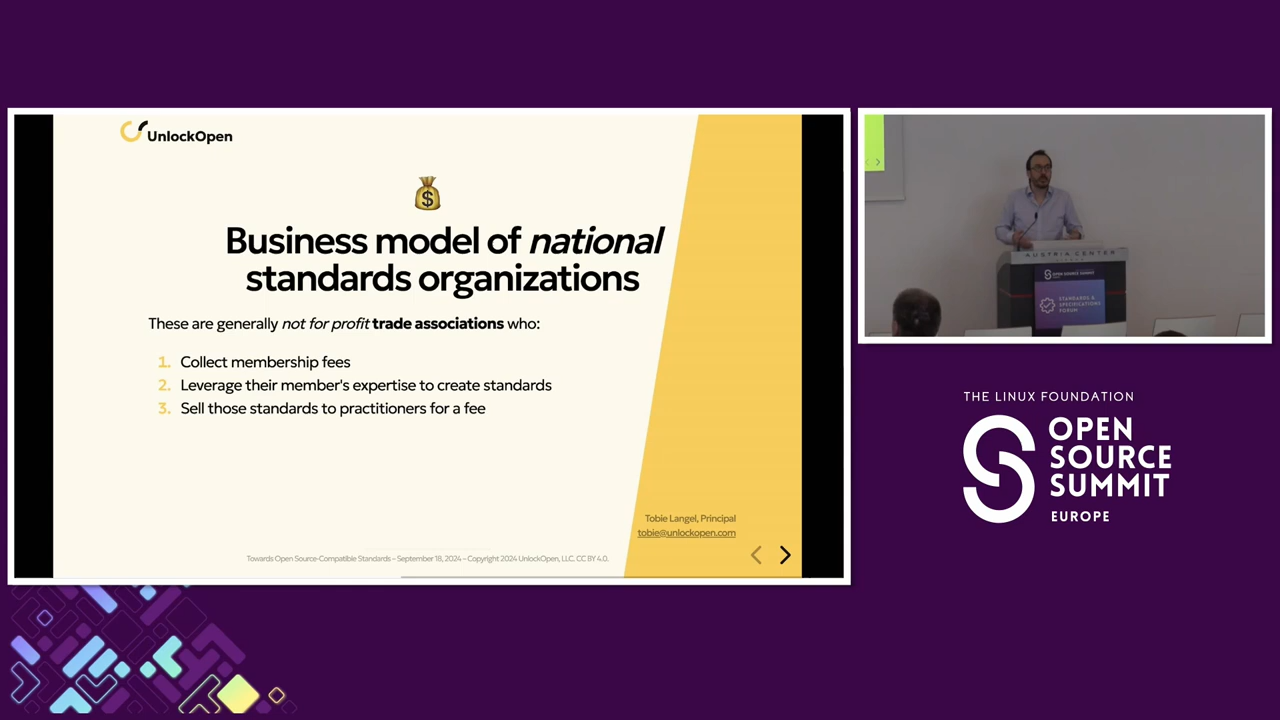 UnlockOpen
Business model of national
standards organizations
These are generally not for profit trade associations who:
1. Collect membership fees
2. Leverage their member's expertise to create standards
3. Sell those standards to practitioners for a fee
Tobie Langel, Principal
tobie@unlockopen.com
Towards Open Source-Compatible Standards – September 18, 2024 – Copyright 2024 UnlockOpen, LLC, CC BY 4.0.
AUSTRIA CENTER
OPEN SOURCE SUMMIT
STANDARDS &
SPECIFICATIONS
FORUM
THE LINUX FOUNDATION
OPEN
SOURCE
SUMMIT
EUROPE